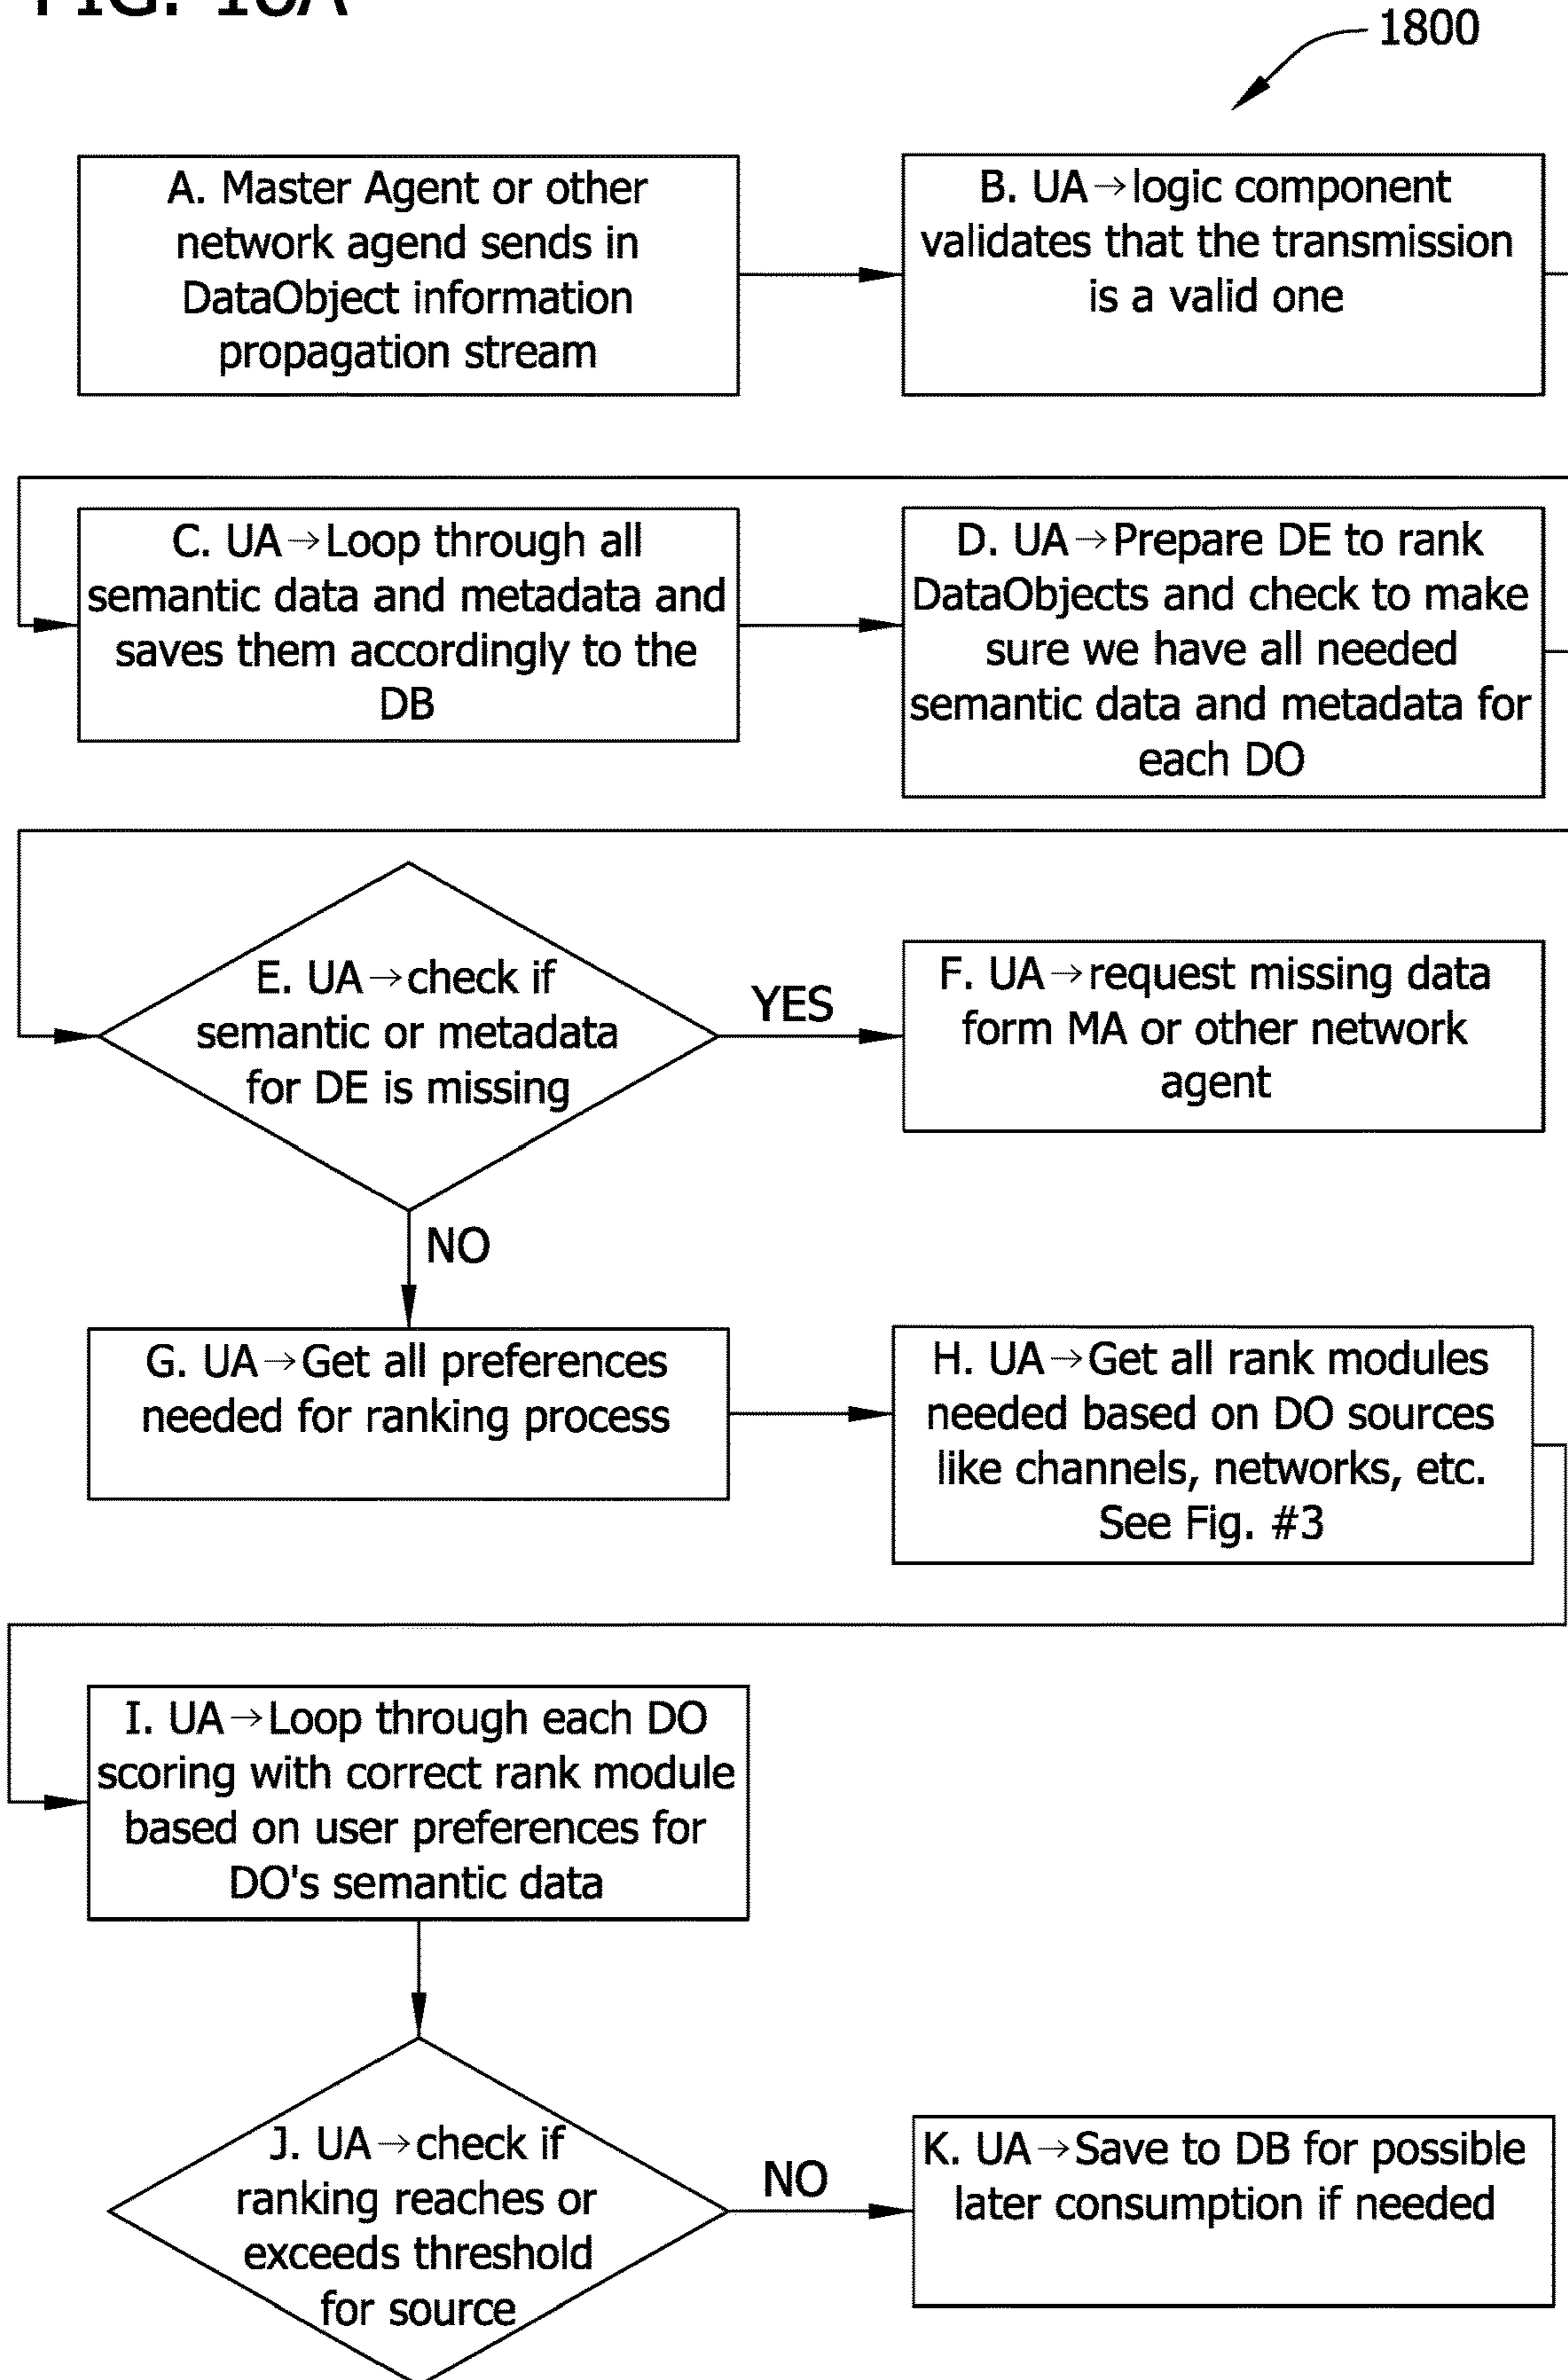 FIG. 18A
1800
A. Master Agent or other
network agend sends in
DataObject information
propagation stream
B. UA→logic component
validates that the transmission
is a valid one
C. UA→Loop through all
semantic data and metadata and
saves them accordingly to the
DB
D. UA→Prepare DE to rank
DataObjects and check to make
sure we have all needed
semantic data and metadata for
each DO
E. UA→check if
semantic or metadata
for DE is missing
YES
F. UA→request missing data
form MA or other network
agent
NO
G. UA→Get all preferences
needed for ranking process
H. UA→Get all rank modules
needed based on DO sources
like channels, networks, etc.
See Fig. #3
I. UA→Loop through each DO
scoring with correct rank module
based on user preferences for
DO's semantic data
J. UA→check if
ranking reaches or
exceeds threshold
for source
NO
K. UA→Save to DB for possible
later consumption if needed